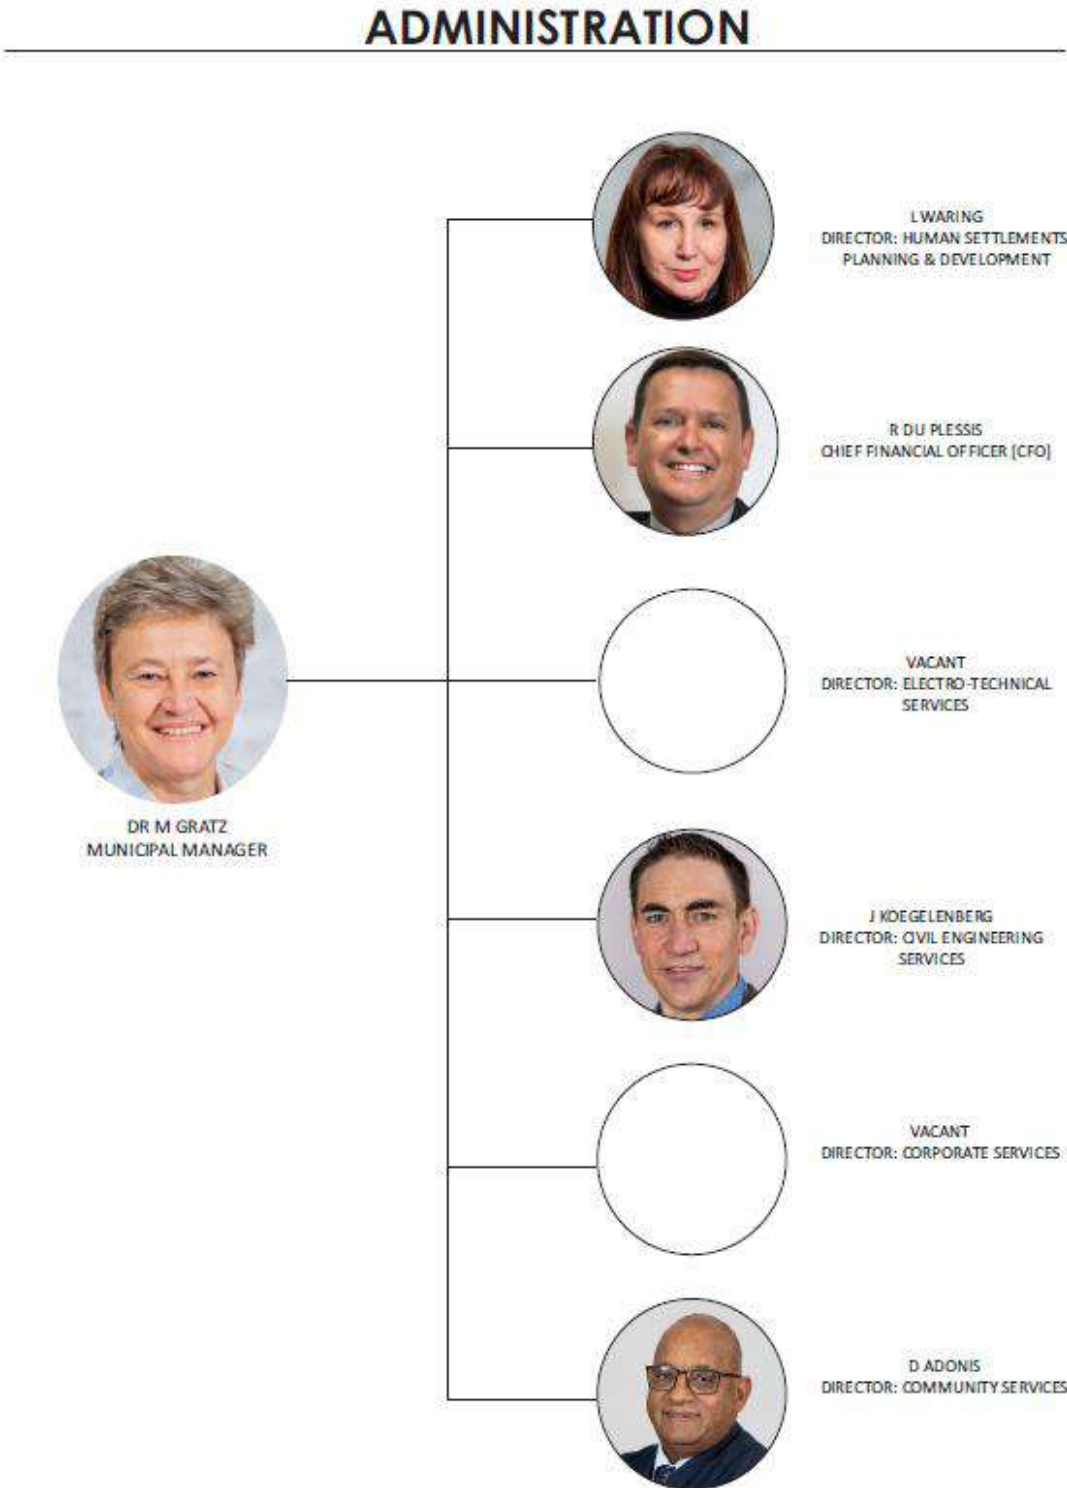 ADMINISTRATION
L WARING
DIRECTOR: HUMAN SETTLEMENTS
PLANNING & DEVELOPMENT
R DU PLESSIS
CHIEF FINANCIAL OFFICER (CFO)
VACANT
DIRECTOR: ELECTRO-TECHNICAL
SERVICES
DR M GRATZ
MUNICIPAL MANAGER
J KOEGELENBERG
DIRECTOR: CIVIL ENGINEERING
SERVICES
VACANT
DIRECTOR: CORPORATE SERVICES
D ADONIS
DIRECTOR: COMMUNITY SERVICES